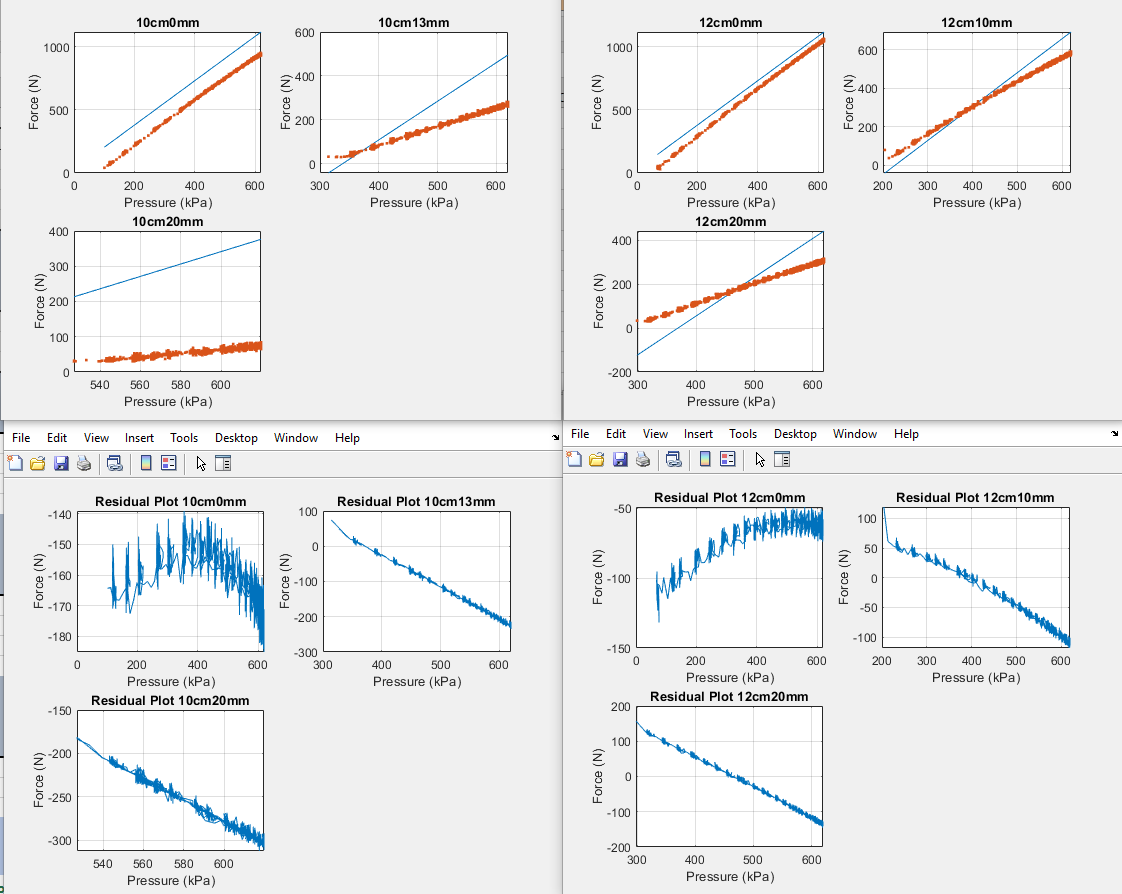 10cm0mm
1000
500
0
Force (N)
0 200 400 600
Pressure (kPa)
10cm13mm
600
400
200
0
Force (N)
300 400 500 600
Pressure (kPa)
10cm20mm
400
300
200
100
0
Force (N)
540 560 580 600
Pressure (kPa)
12cm0mm
1000
500
0
Force (N)
0 200 400 600
Pressure (kPa)
12cm10mm
600
400
200
0
Force (N)
200 300 400 500 600
Pressure (kPa)
12cm20mm
400
200
0
-200
Force (N)
300 400 500 600
Pressure (kPa)
File Edit View Insert Tools Desktop Window Help
Residual Plot 10cm0mm
-140
-150
-160
-170
-180
Force (N)
0 200 400 600
Pressure (kPa)
Residual Plot 10cm13mm
100
0
-100
-200
-300
Force (N)
300 400 500 600
Pressure (kPa)
Residual Plot 10cm20mm
-150
-200
-250
-300
Force (N)
540 560 580 600
Pressure (kPa)
File Edit View Insert Tools Desktop Window Help
Residual Plot 12cm0mm
-50
-100
-150
Force (N)
0 200 400 600
Pressure (kPa)
Residual Plot 12cm10mm
100
50
0
-50
-100
Force (N)
200 300 400 500 600
Pressure (kPa)
Residual Plot 12cm20mm
200
100
0
-100
-200
Force (N)
300 400 500 600
Pressure (kPa)